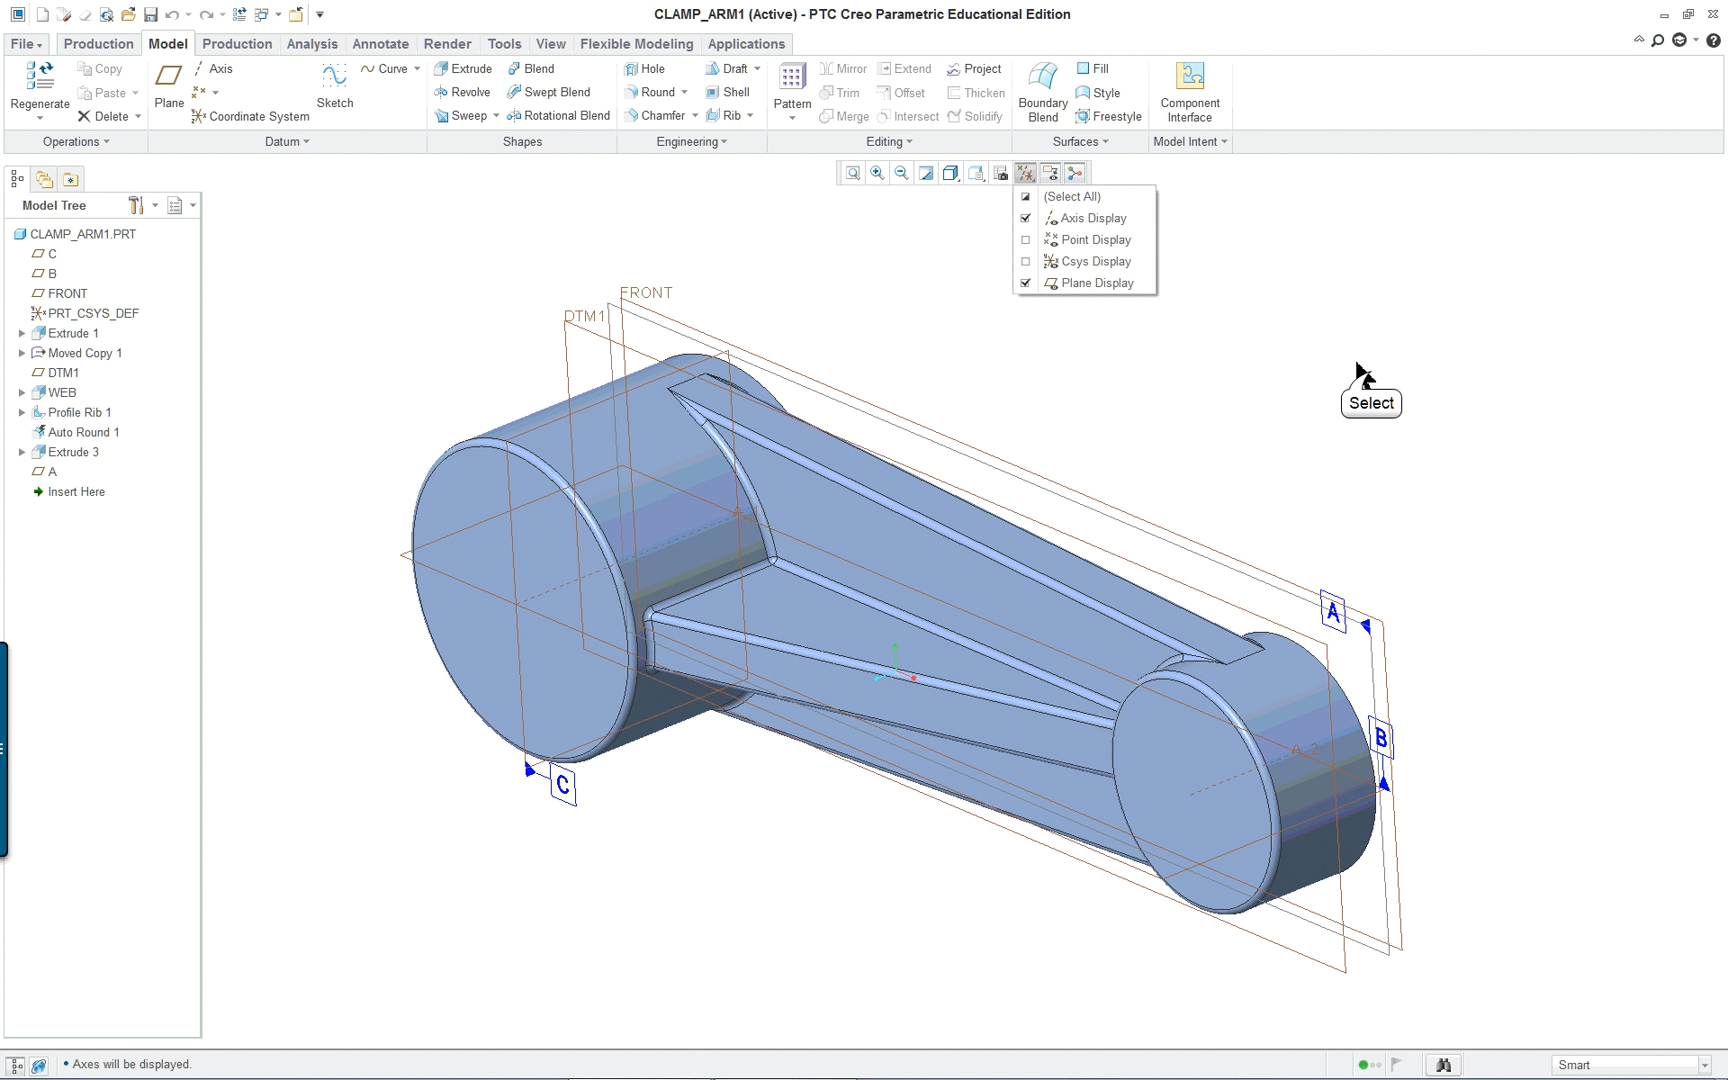 CLAMP_ARM1 (Active) - PTC Creo Parametric Educational Edition
File Production Model Production Analysis Annotate Render Tools View Flexible Modeling Applications
Regenerate
Copy
Paste
Delete
Operations
Plane
Axis
Coordinate System
Sketch
Curve
Datum
Extrude
Revolve
Sweep
Blend
Swept Blend
Rotational Blend
Shapes
Hole
Round
Chamfer
Draft
Shell
Rib
Engineering
Pattern
Mirror
Trim
Merge
Extend
Offset
Intersect
Project
Thicken
Solidify
Editing
Boundary
Blend
Fill
Style
Freestyle
Surfaces
Component
Interface
Model Intent
(Select All)
Axis Display
Point Display
Csys Display
Plane Display
Model Tree
CLAMP_ARM1.PRT
C
B
FRONT
PRT_CSYS_DEF
Extrude 1
Moved Copy 1
DTM1
WEB
Profile Rib 1
Auto Round 1
Extrude 3
A
Insert Here
FRONT
DTM1
Select
A
B
A_2
C
Axes will be displayed.
Smart